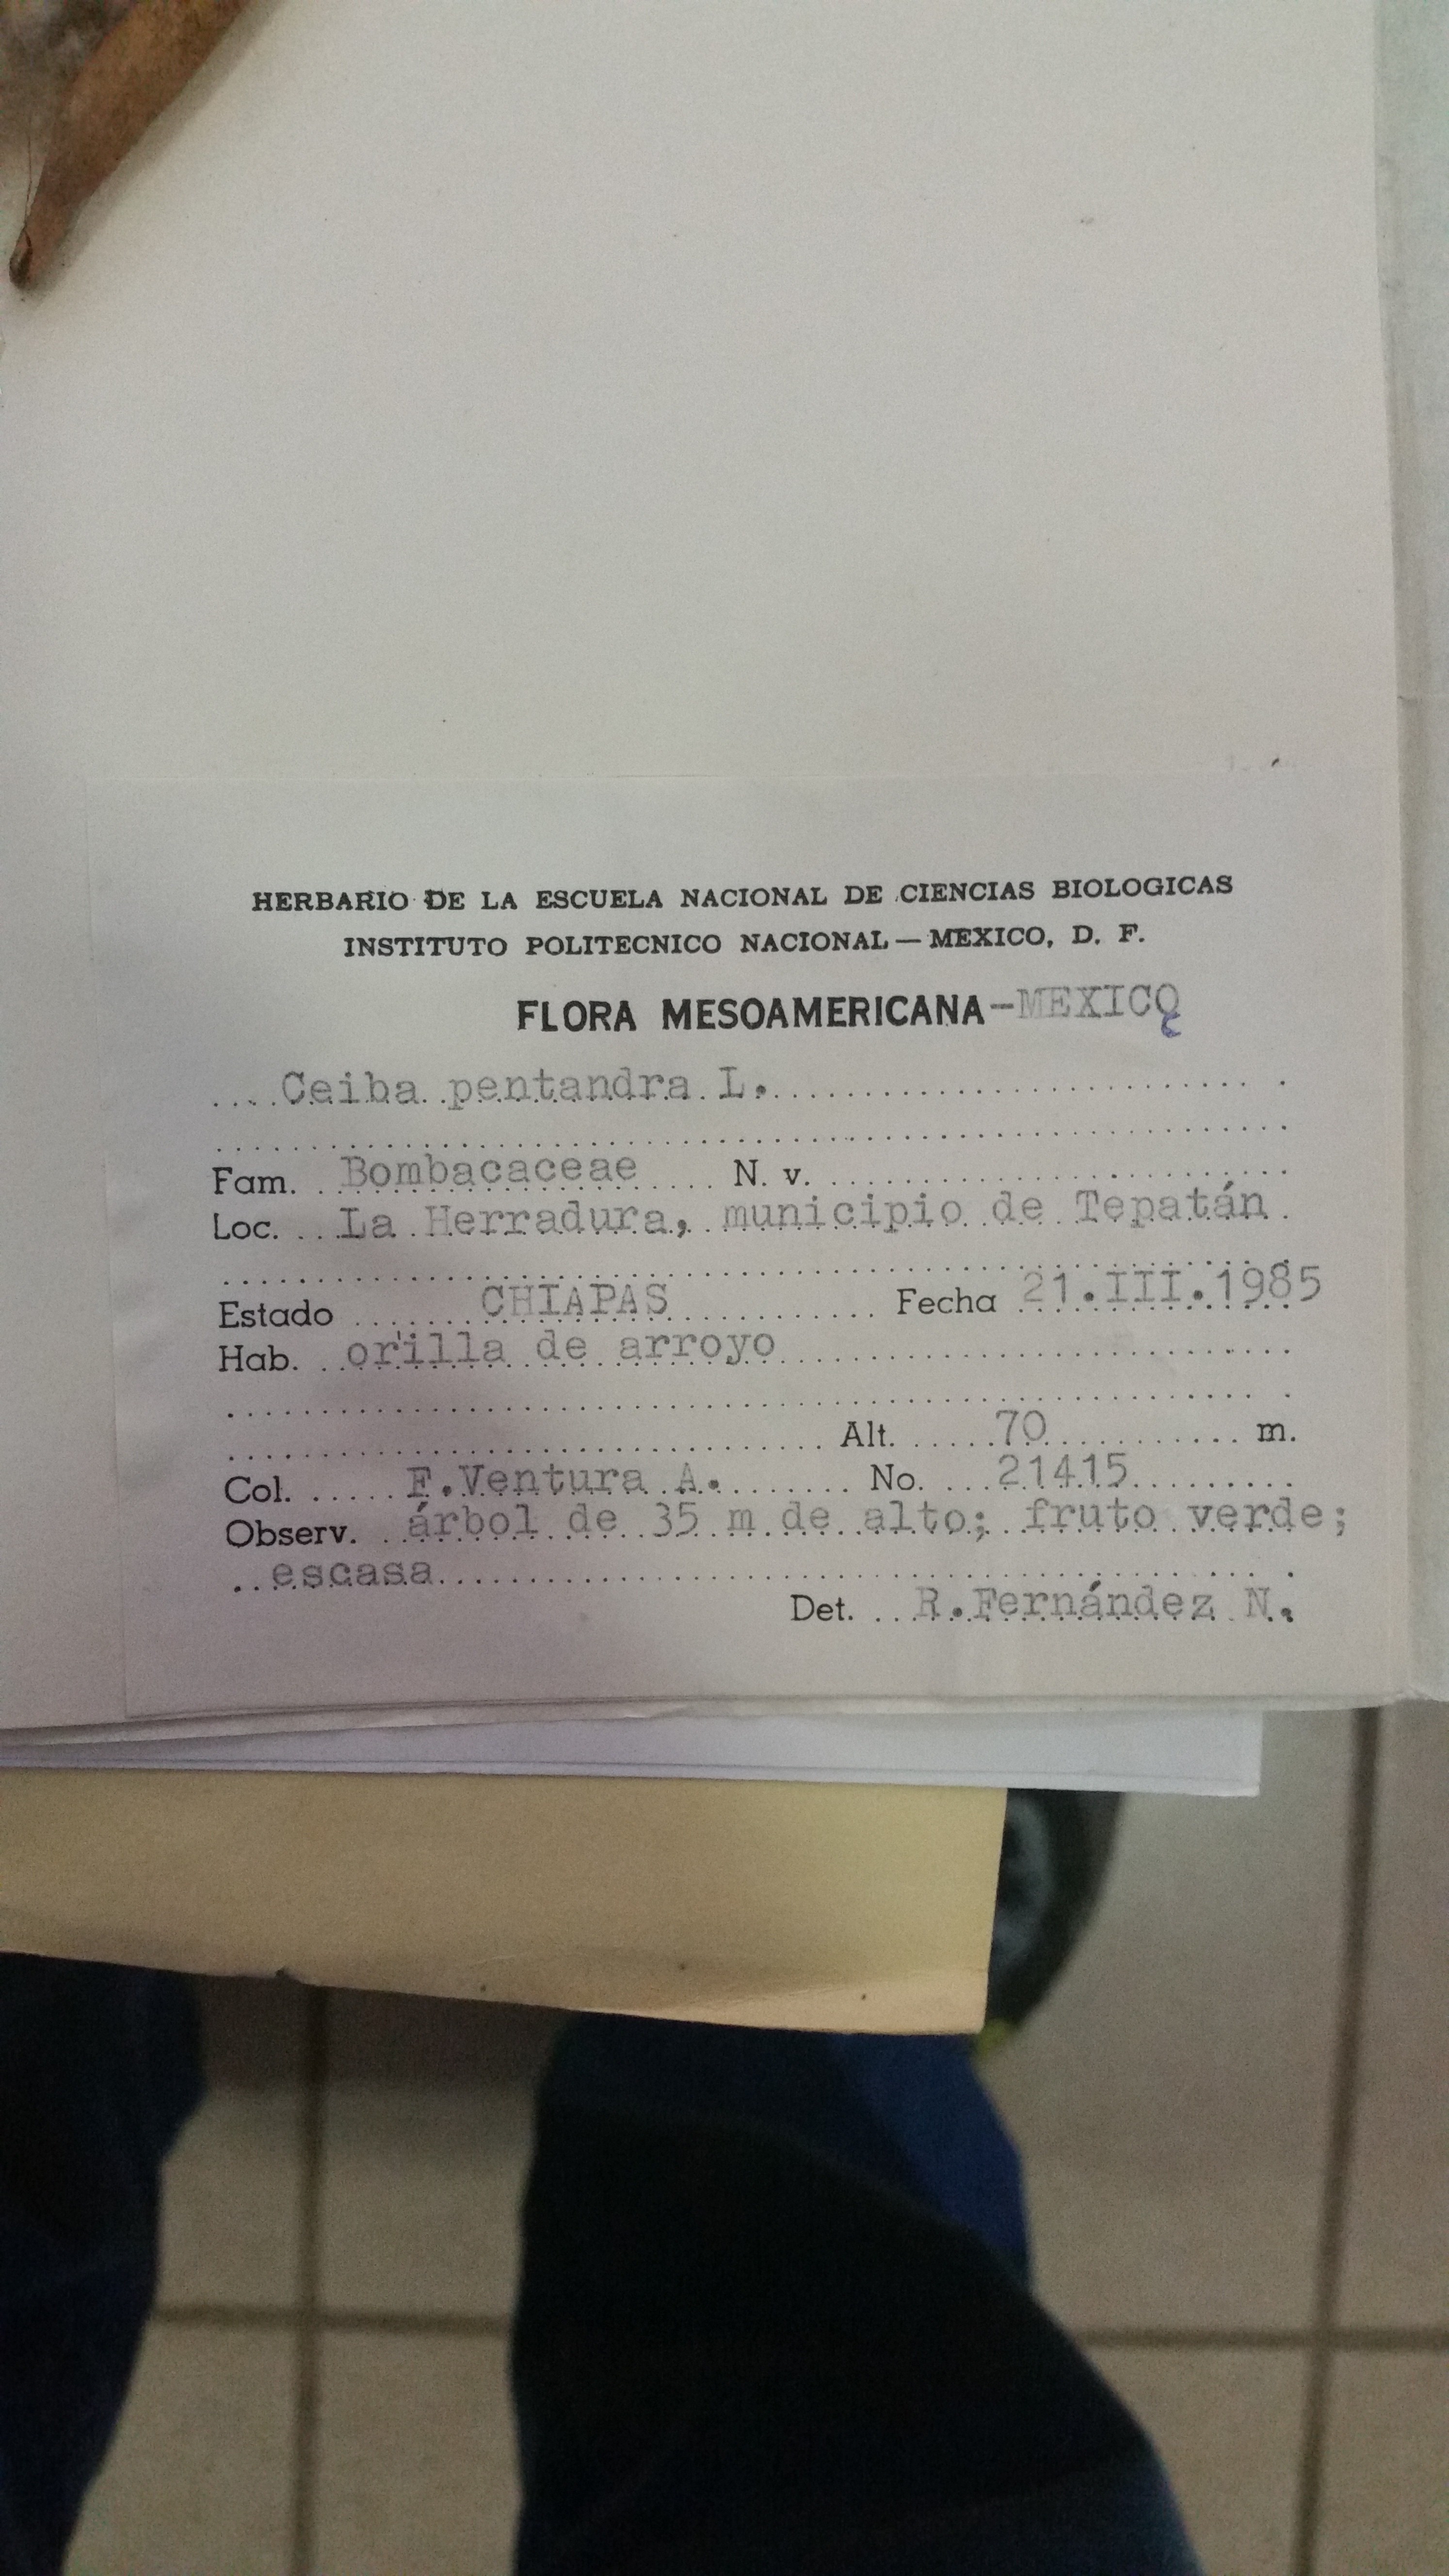 HERBARIO DE LA ESCUELA NACIONAL DE CIENCIAS BIOLOGICAS
INSTITUTO POLITECNICO NACIONAL — MEXICO, D. F.
FLORA MESOAMERICANA-MEXICO
Ceiba pentandra L.
Fam. Bombacaceae N. v.
Loc. La Herradura, municipio de Tepatán
Estado CHIAPAS Fecha 21.III.1985
Hab. orilla de arroyo
Alt. 70 m.
Col. F.Ventura A. No. 21415
Observ. árbol de 35 m de alto; fruto verde;
escasa
Det. R.Fernández N.